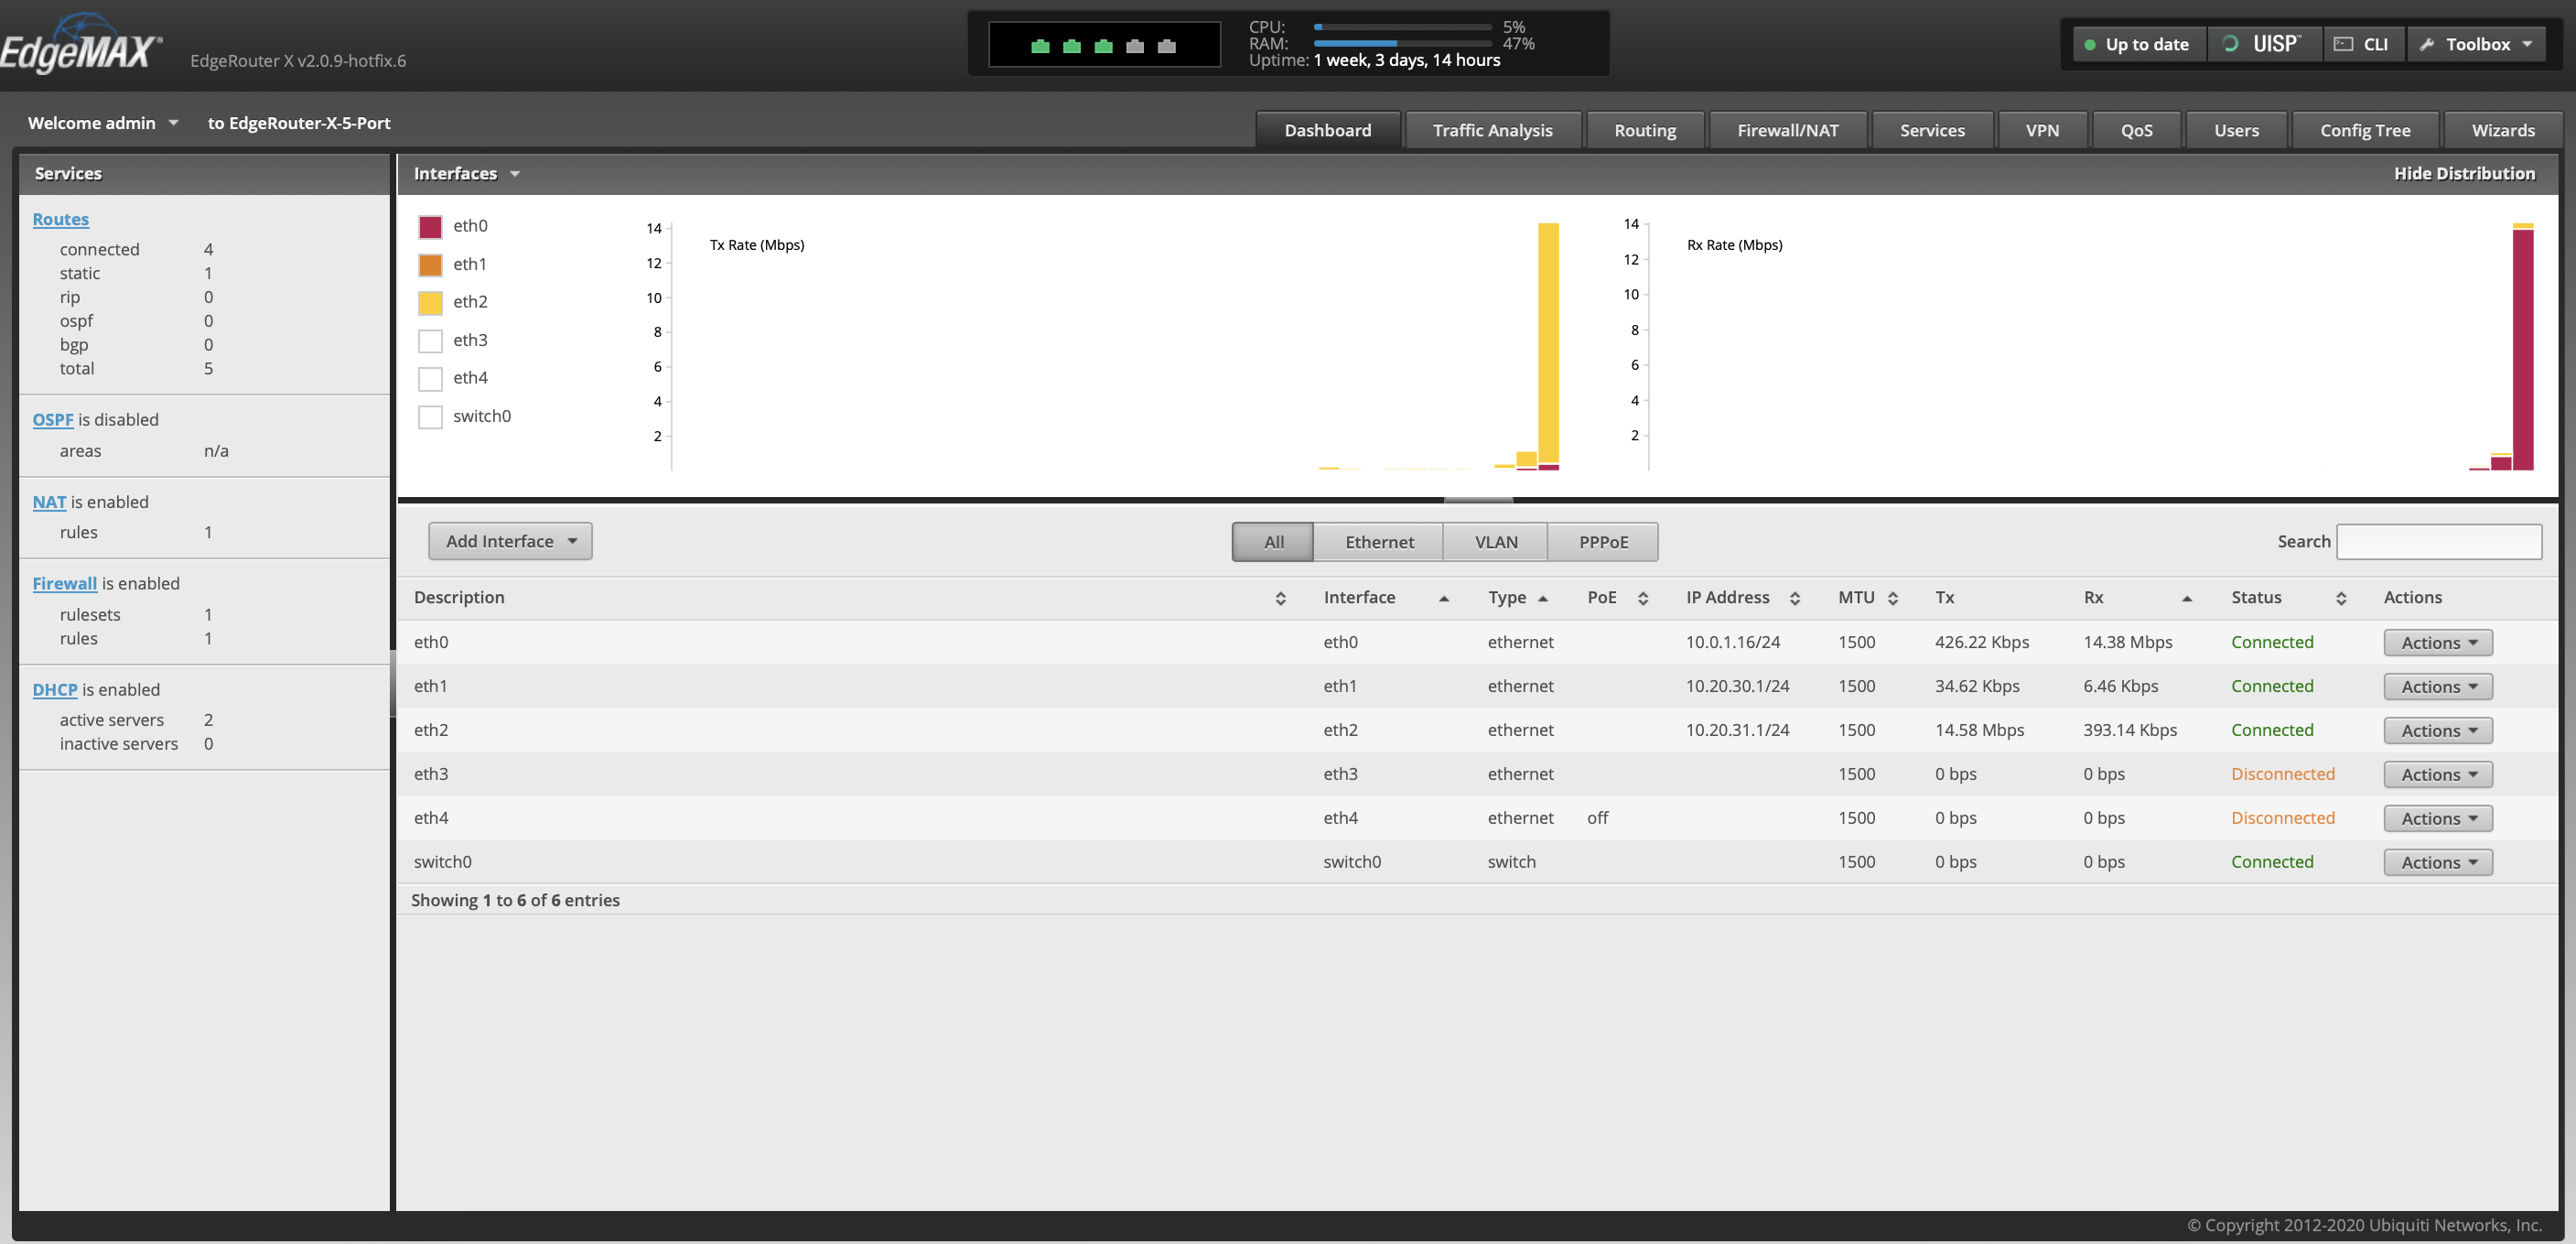 EdgeMAX®
EdgeRouter X v2.0.9-hotfix.6
CPU: 5%
RAM: 47%
Uptime: 1 week, 3 days, 14 hours
Up to date
UISP™
CLI
Toolbox
Welcome admin to EdgeRouter-X-5-Port
Dashboard Traffic Analysis Routing Firewall/NAT Services VPN QoS Users Config Tree Wizards
Services
Routes
connected 4
static 1
rip 0
ospf 0
bgp 0
total 5
OSPF is disabled
areas n/a
NAT is enabled
rules 1
Firewall is enabled
rulesets 1
rules 1
DHCP is enabled
active servers 2
inactive servers 0
Interfaces
Hide Distribution
eth0
eth1
eth2
eth3
eth4
switch0
Tx Rate (Mbps)
14
12
10
8
6
4
2
Rx Rate (Mbps)
14
12
10
8
6
4
2
Add Interface
All Ethernet VLAN PPPoE
Search
Description Interface Type PoE IP Address MTU Tx Rx Status Actions
eth0 eth0 ethernet 10.0.1.16/24 1500 426.22 Kbps 14.38 Mbps Connected Actions
eth1 eth1 ethernet 10.20.30.1/24 1500 34.62 Kbps 6.46 Kbps Connected Actions
eth2 eth2 ethernet 10.20.31.1/24 1500 14.58 Mbps 393.14 Kbps Connected Actions
eth3 eth3 ethernet 1500 0 bps 0 bps Disconnected Actions
eth4 eth4 ethernet off 1500 0 bps 0 bps Disconnected Actions
switch0 switch0 switch 1500 0 bps 0 bps Connected Actions
Showing 1 to 6 of 6 entries
© Copyright 2012-2020 Ubiquiti Networks, Inc.